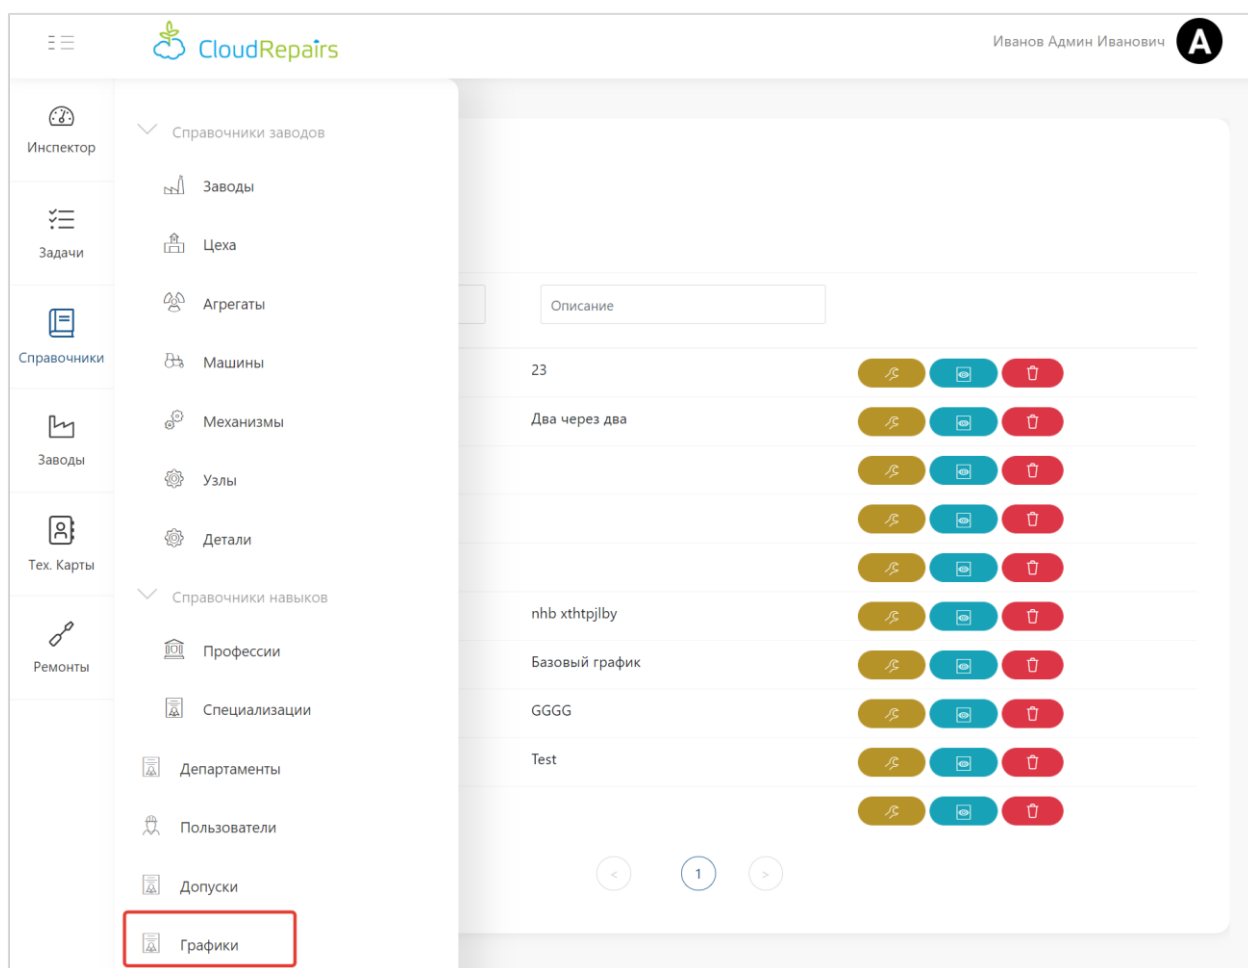 CloudRepairs
Иванов Админ Иванович
A
Инспектор
Задачи
Справочники
Заводы
Тех. Карты
Ремонты
Справочники заводов
Заводы
Цеха
Агрегаты
Машины
Механизмы
Узлы
Детали
Справочники навыков
Профессии
Специализации
Департаменты
Пользователи
Допуски
Графики
Описание
23
Два через два
nhb xthtpjlby
Базовый график
GGGG
Test
< 1 >